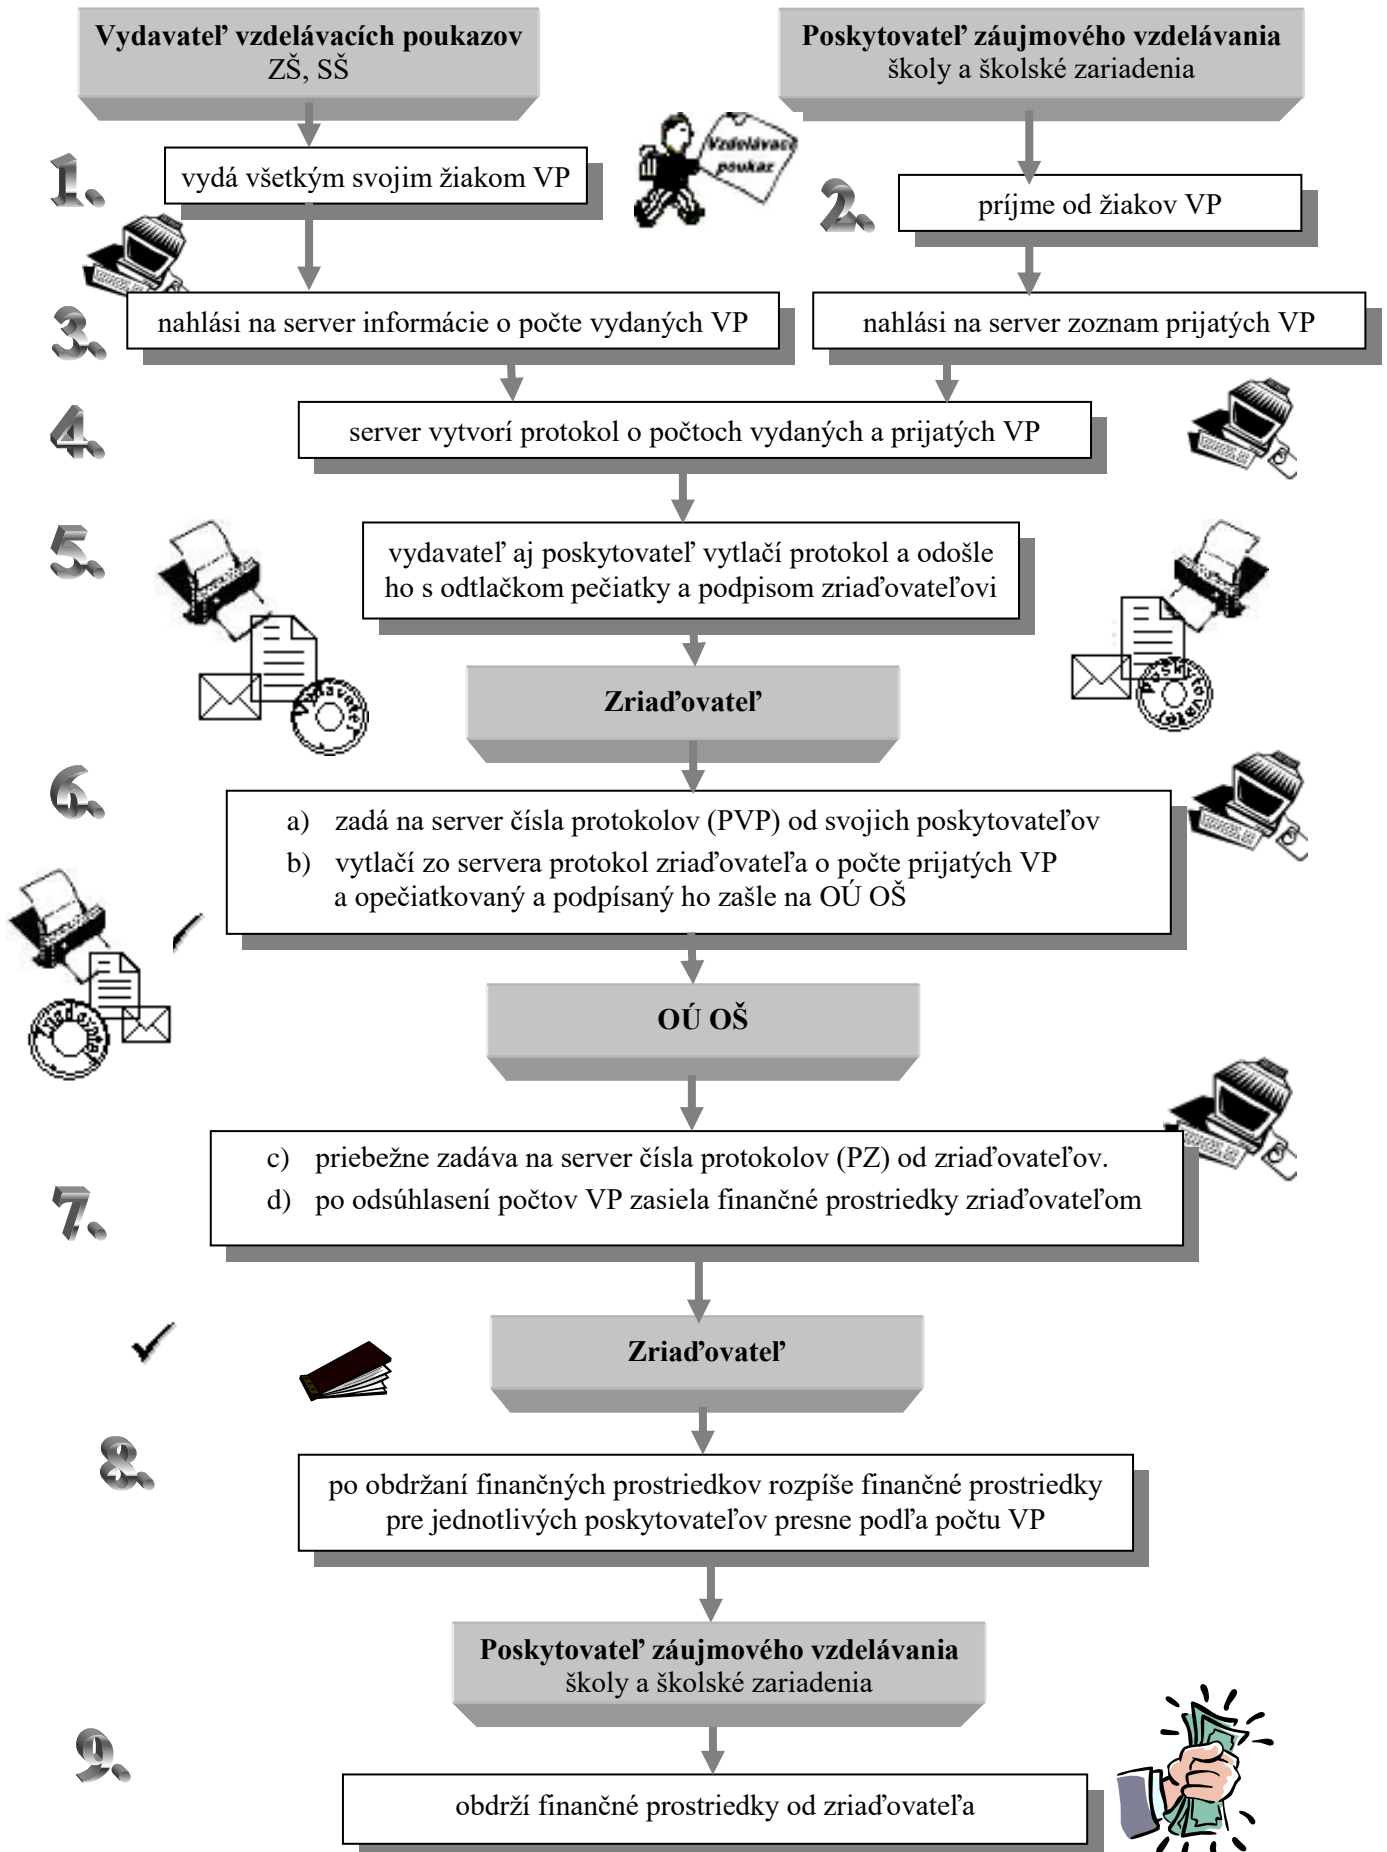 Vydavateľ vzdelávacích poukazov
ZŠ, SŠ
Poskytovateľ záujmového vzdelávania
školy a školské zariadenia
1.
vydá všetkým svojim žiakom VP
Vzdelávací
poukaz
2.
príjme od žiakov VP
3.
nahlási na server informácie o počte vydaných VP
nahlási na server zoznam prijatých VP
4.
server vytvorí protokol o počtoch vydaných a prijatých VP
5.
vydavateľ aj poskytovateľ vytlačí protokol a odošle
ho s odtlačkom pečiatky a podpisom zriaďovateľovi
Vydavateľ
Poskytovateľ
Zriaďovateľ
6.
a) zadá na server čísla protokolov (PVP) od svojich poskytovateľov
b) vytlačí zo servera protokol zriaďovateľa o počte prijatých VP
a opečiatkovaný a podpísaný ho zašle na OÚ OŠ
Zriaďovateľ
OÚ OŠ
7.
c) priebežne zadáva na server čísla protokolov (PZ) od zriaďovateľov.
d) po odsúhlasení počtov VP zasiela finančné prostriedky zriaďovateľom
Zriaďovateľ
8.
po obdržaní finančných prostriedkov rozpíše finančné prostriedky
pre jednotlivých poskytovateľov presne podľa počtu VP
Poskytovateľ záujmového vzdelávania
školy a školské zariadenia
9.
obdrží finančné prostriedky od zriaďovateľa